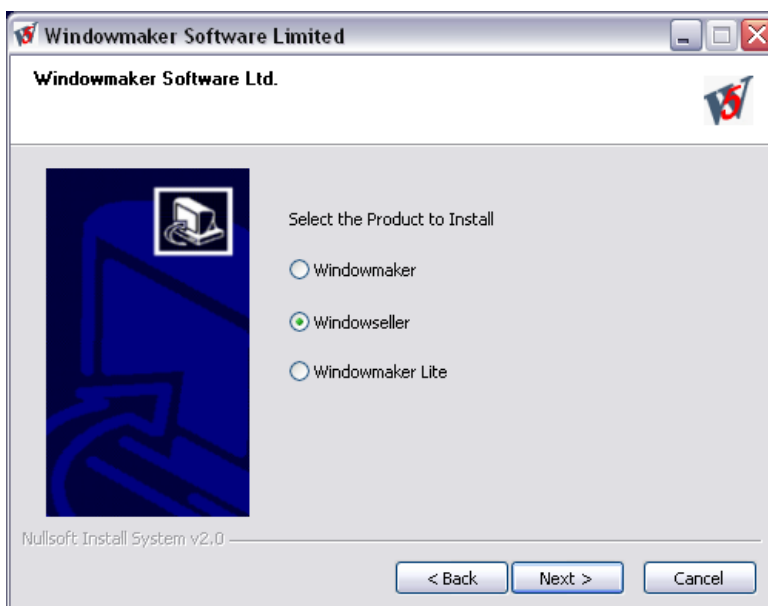 Windowmaker Software Limited
Windowmaker Software Ltd.
Select the Product to Install
Windowmaker
Windowseller
Windowmaker Lite
Nullsoft Install System v2.0
< Back
Next >
Cancel